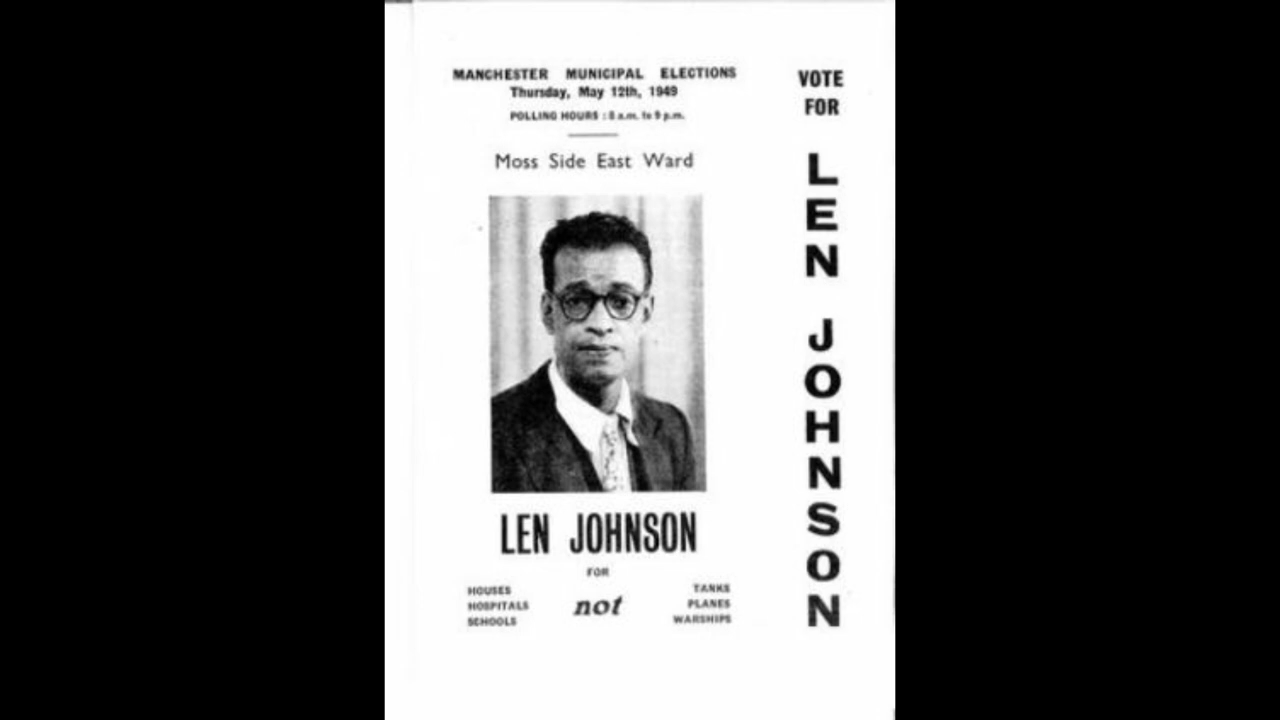 MANCHESTER MUNICIPAL ELECTIONS
Thursday, May 12th, 1949
POLLING HOURS : 8 a.m. to 9 p.m.
Moss Side East Ward
LEN JOHNSON
FOR
HOUSES
HOSPITALS
SCHOOLS
not
TANKS
PLANES
WARSHIPS
VOTE
FOR
LEN JOHNSON